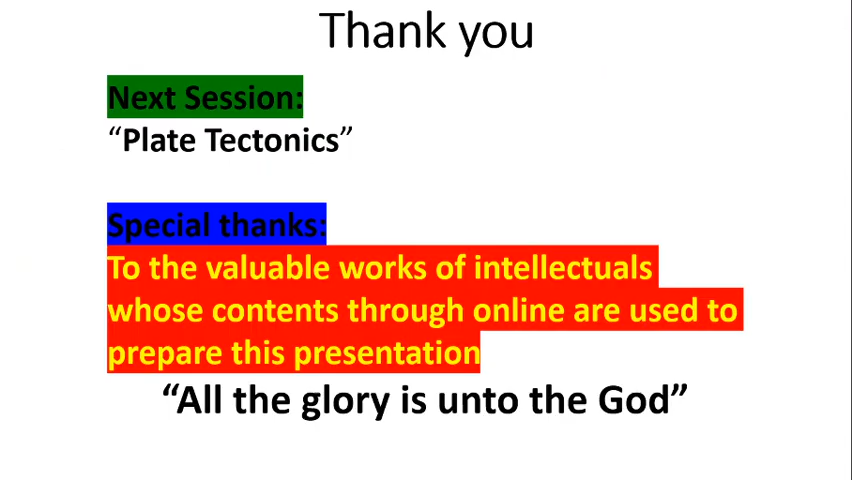 Thank you
Next Session:
“Plate Tectonics”
Special thanks:
To the valuable works of intellectuals
whose contents through online are used to
prepare this presentation
“All the glory is unto the God”